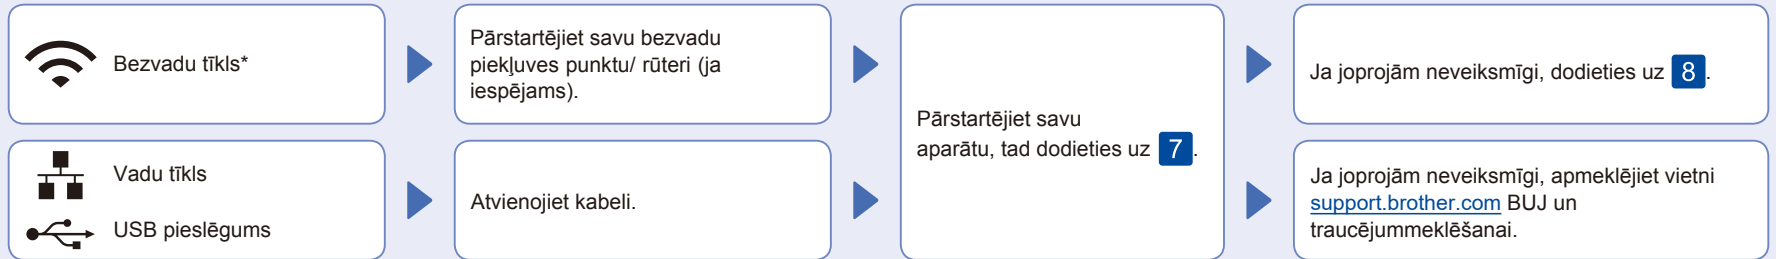 Bezvadu tīkls*
Pārstartējiet savu bezvadu
piekļuves punktu/ rūteri (ja
iespējams).
Vadu tīkls
USB pieslēgums
Atvienojiet kabeli.
Pārstartējiet savu
aparātu, tad dodieties uz 7.
Ja joprojām neveiksmīgi, dodieties uz 8.
Ja joprojām neveiksmīgi, apmeklējiet vietni
support.brother.com BUJ un
traucējummeklēšanai.